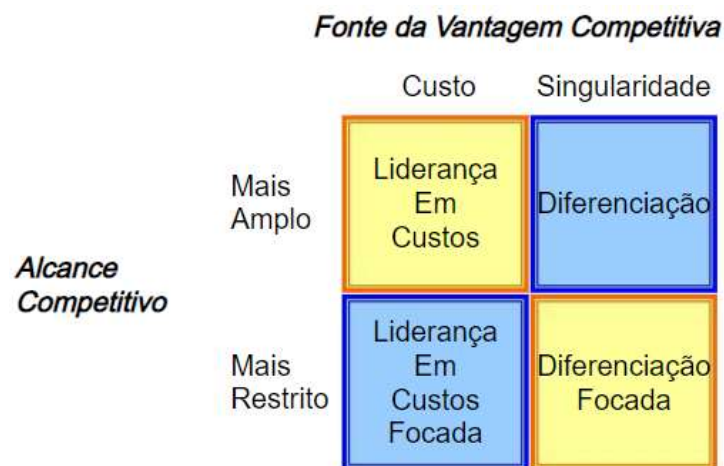 Fonte da Vantagem Competitiva
Custo
Singularidade
Mais
Amplo
Liderança
Em
Custos
Diferenciação
Alcance
Competitivo
Mais
Restrito
Liderança
Em
Custos
Focada
Diferenciação
Focada